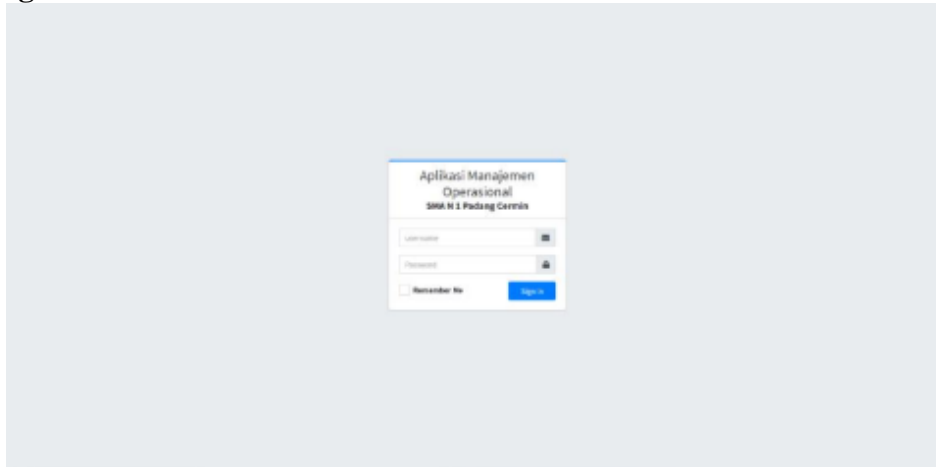 Aplikasi Manajemen
Operasional
SMA N 1 Padang Cermin
username
Password
Remember Me
Sign In